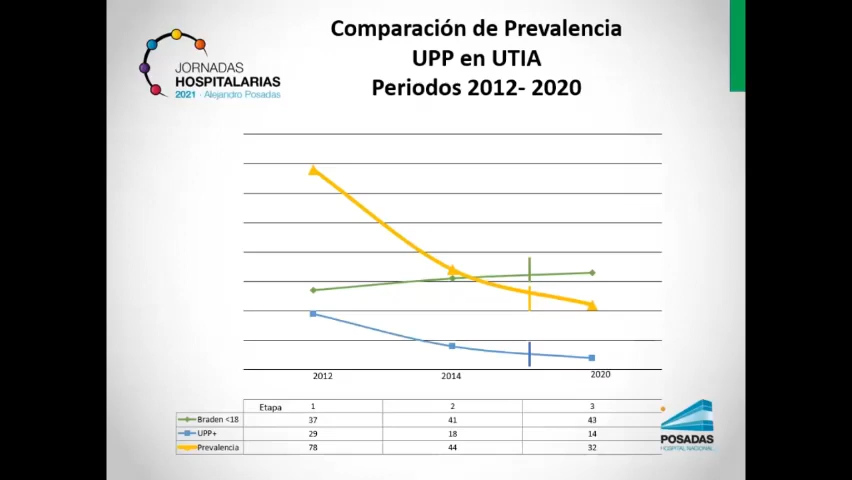 Comparación de Prevalencia
UPP en UTIA
Periodos 2012- 2020
JORNADAS
HOSPITALARIAS
2021 · Alejandro Posadas
2012 2014 2020
Etapa 1 2 3
Braden <18 37 41 43
UPP+ 29 18 14
Prevalencia 78 44 32
POSADAS
HOSPITAL NACIONAL